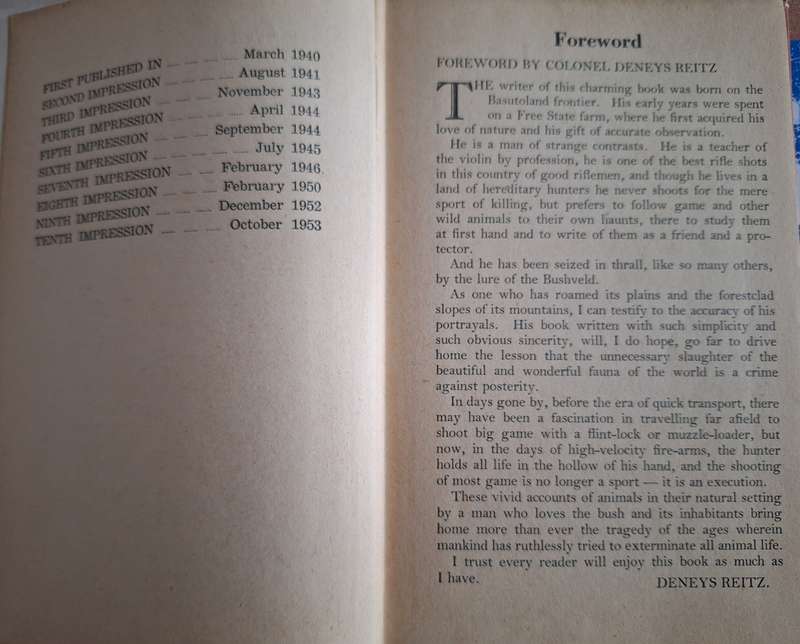 FIRST PUBLISHED IN — — — — March 1940
SECOND IMPRESSION — — — — August 1941
THIRD IMPRESSION — — — November 1943
FOURTH IMPRESSION — — — — April 1944
FIFTH IMPRESSION — — — September 1944
SIXTH IMPRESSION — — — — July 1945
SEVENTH IMPRESSION — — February 1946
EIGHTH IMPRESSION — — — February 1950
NINTH IMPRESSION — — — December 1952
TENTH IMPRESSION — — — October 1953
Foreword
FOREWORD BY COLONEL DENEYS REITZ
THE writer of this charming book was born on the
Basutoland frontier. His early years were spent
on a Free State farm, where he first acquired his
love of nature and his gift of accurate observation.
He is a man of strange contrasts. He is a teacher of
the violin by profession, he is one of the best rifle shots
in this country of good riflemen, and though he lives in a
land of hereditary hunters he never shoots for the mere
sport of killing, but prefers to follow game and other
wild animals to their own haunts, there to study them
at first hand and to write of them as a friend and a pro-
tector.
And he has been seized in thrall, like so many others,
by the lure of the Bushveld.
As one who has roamed its plains and the forestclad
slopes of its mountains, I can testify to the accuracy of his
portrayals. His book written with such simplicity and
such obvious sincerity, will, I do hope, go far to drive
home the lesson that the unnecessary slaughter of the
beautiful and wonderful fauna of the world is a crime
against posterity.
In days gone by, before the era of quick transport, there
may have been a fascination in travelling far afield to
shoot big game with a flint-lock or muzzle-loader, but
now, in the days of high-velocity fire-arms, the hunter
holds all life in the hollow of his hand, and the shooting
of most game is no longer a sport — it is an execution.
These vivid accounts of animals in their natural setting
by a man who loves the bush and its inhabitants bring
home more than ever the tragedy of the ages wherein
mankind has ruthlessly tried to exterminate all animal life.
I trust every reader will enjoy this book as much as
I have.
DENEYS REITZ.